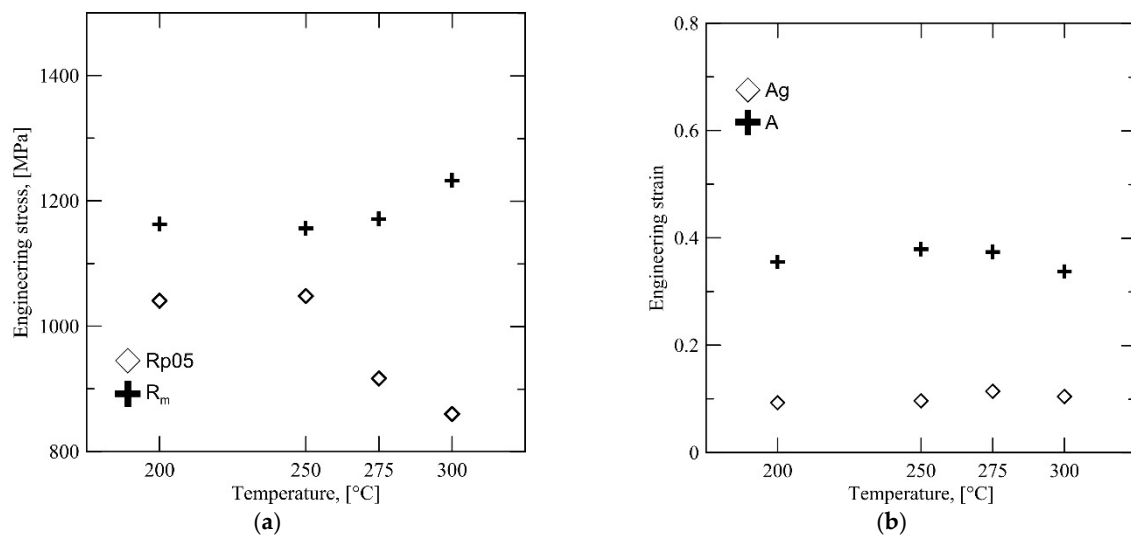 1400
1200
1000
800
Engineering stress, [MPa]
Rp05
Rm
200 250 275 300
Temperature, [°C]
(a)
0.8
0.6
0.4
0.2
0
Engineering strain
Ag
A
200 250 275 300
Temperature, [°C]
(b)